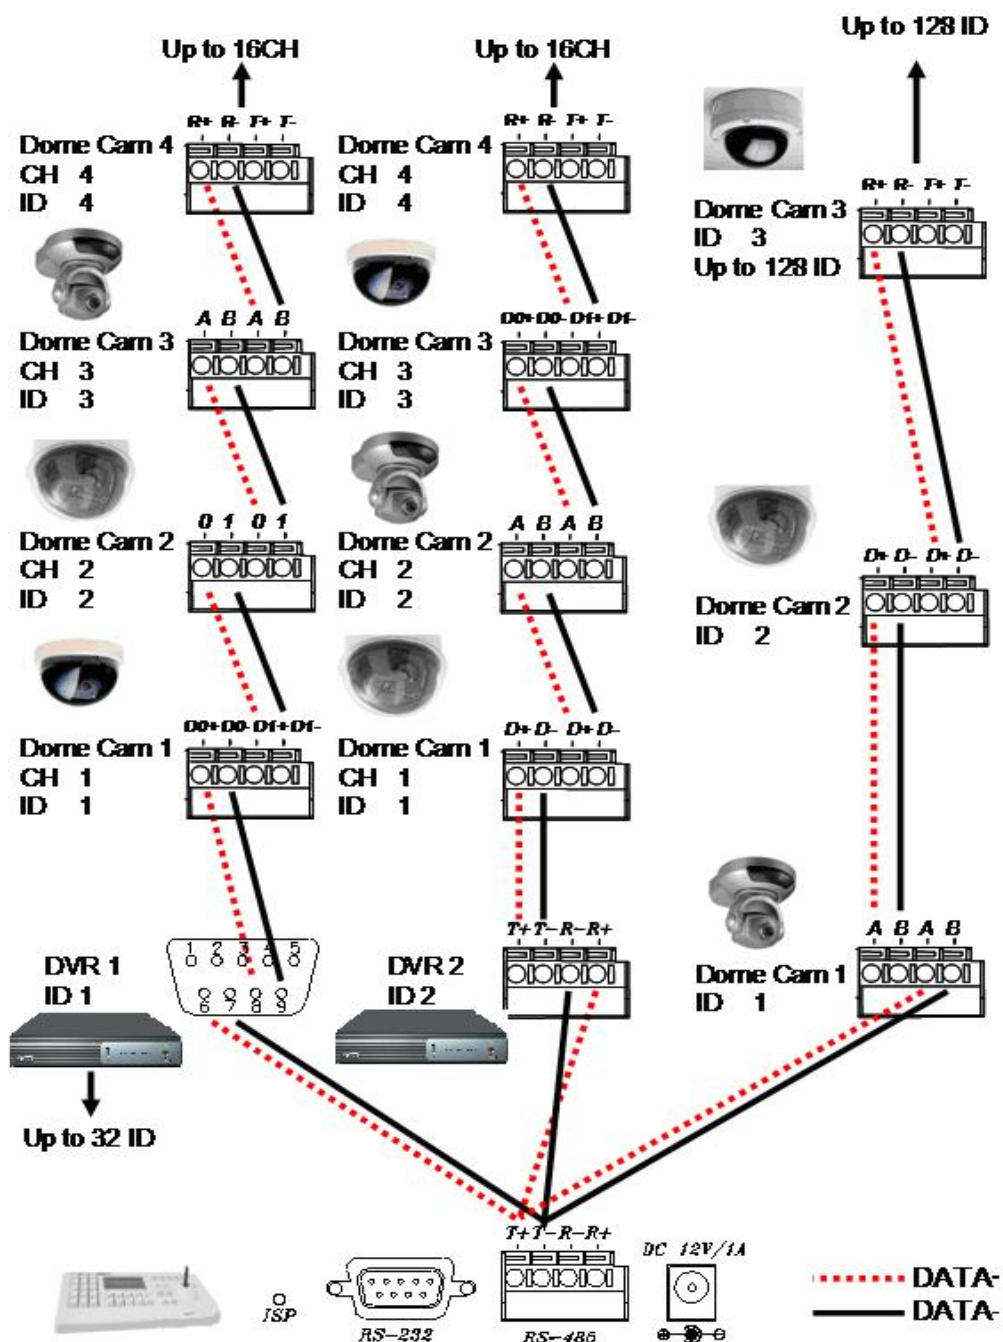 Up to 16CH
Up to 16CH
Up to 128 ID
R+ R- T+ T-
Dome Cam 4
CH 4
ID 4
R+ R- T+ T-
Dome Cam 4
CH 4
ID 4
R+ R- T+ T-
Dome Cam 3
ID 3
Up to 128 ID
A B A B
Dome Cam 3
CH 3
ID 3
D0+D0-D1+D1-
Dome Cam 3
CH 3
ID 3
0 1 0 1
Dome Cam 2
CH 2
ID 2
A B A B
Dome Cam 2
CH 2
ID 2
D+ D- D+ D-
Dome Cam 2
ID 2
D0+D0-D1+D1-
Dome Cam 1
CH 1
ID 1
D+ D- D+ D-
Dome Cam 1
CH 1
ID 1
A B A B
Dome Cam 1
ID 1
DVR 1
ID 1
1 2 3 4 5
6 7 8 9
DVR 2
ID 2
T+ T- R- R+
Up to 32 ID
T+ T- R- R+
ISP
RS-232
RS-485
DC 12V/1A
DATA-
DATA-